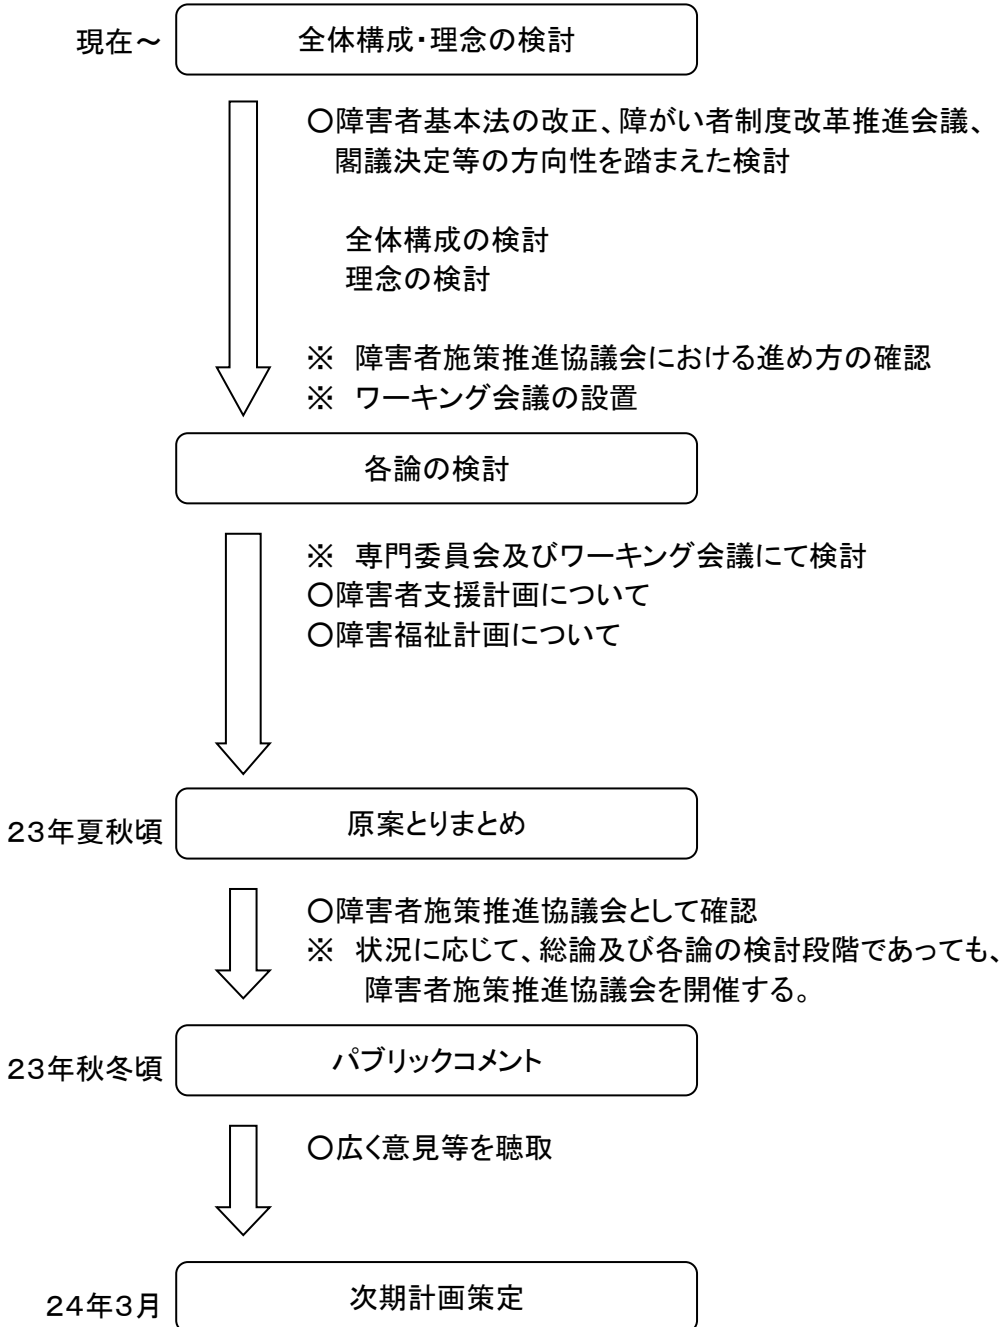 現在～
全体構成・理念の検討
○障害者基本法の改正、障がい者制度改革推進会議、
閣議決定等の方向性を踏まえた検討
全体構成の検討
理念の検討
※　障害者施策推進協議会における進め方の確認
※　ワーキング会議の設置
各論の検討
※　専門委員会及びワーキング会議にて検討
○障害者支援計画について
○障害福祉計画について
２３年夏秋頃
原案とりまとめ
○障害者施策推進協議会として確認
※　状況に応じて、総論及び各論の検討段階であっても、
障害者施策推進協議会を開催する。
２３年秋冬頃
パブリックコメント
○広く意見等を聴取
２４年３月
次期計画策定